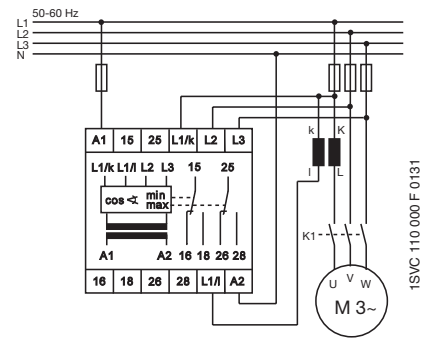 50-60 Hz
L1
L2
L3
N
A1 15 25 L1/k L2 L3
k K
L1/k L1/l L2 L3 15 25
l L
cos ∢ min
max
K1
A1 A2 16 18 26 28
16 18 26 28 L1/l A2
U V W
M 3~
1SVC 110 000 F 0131